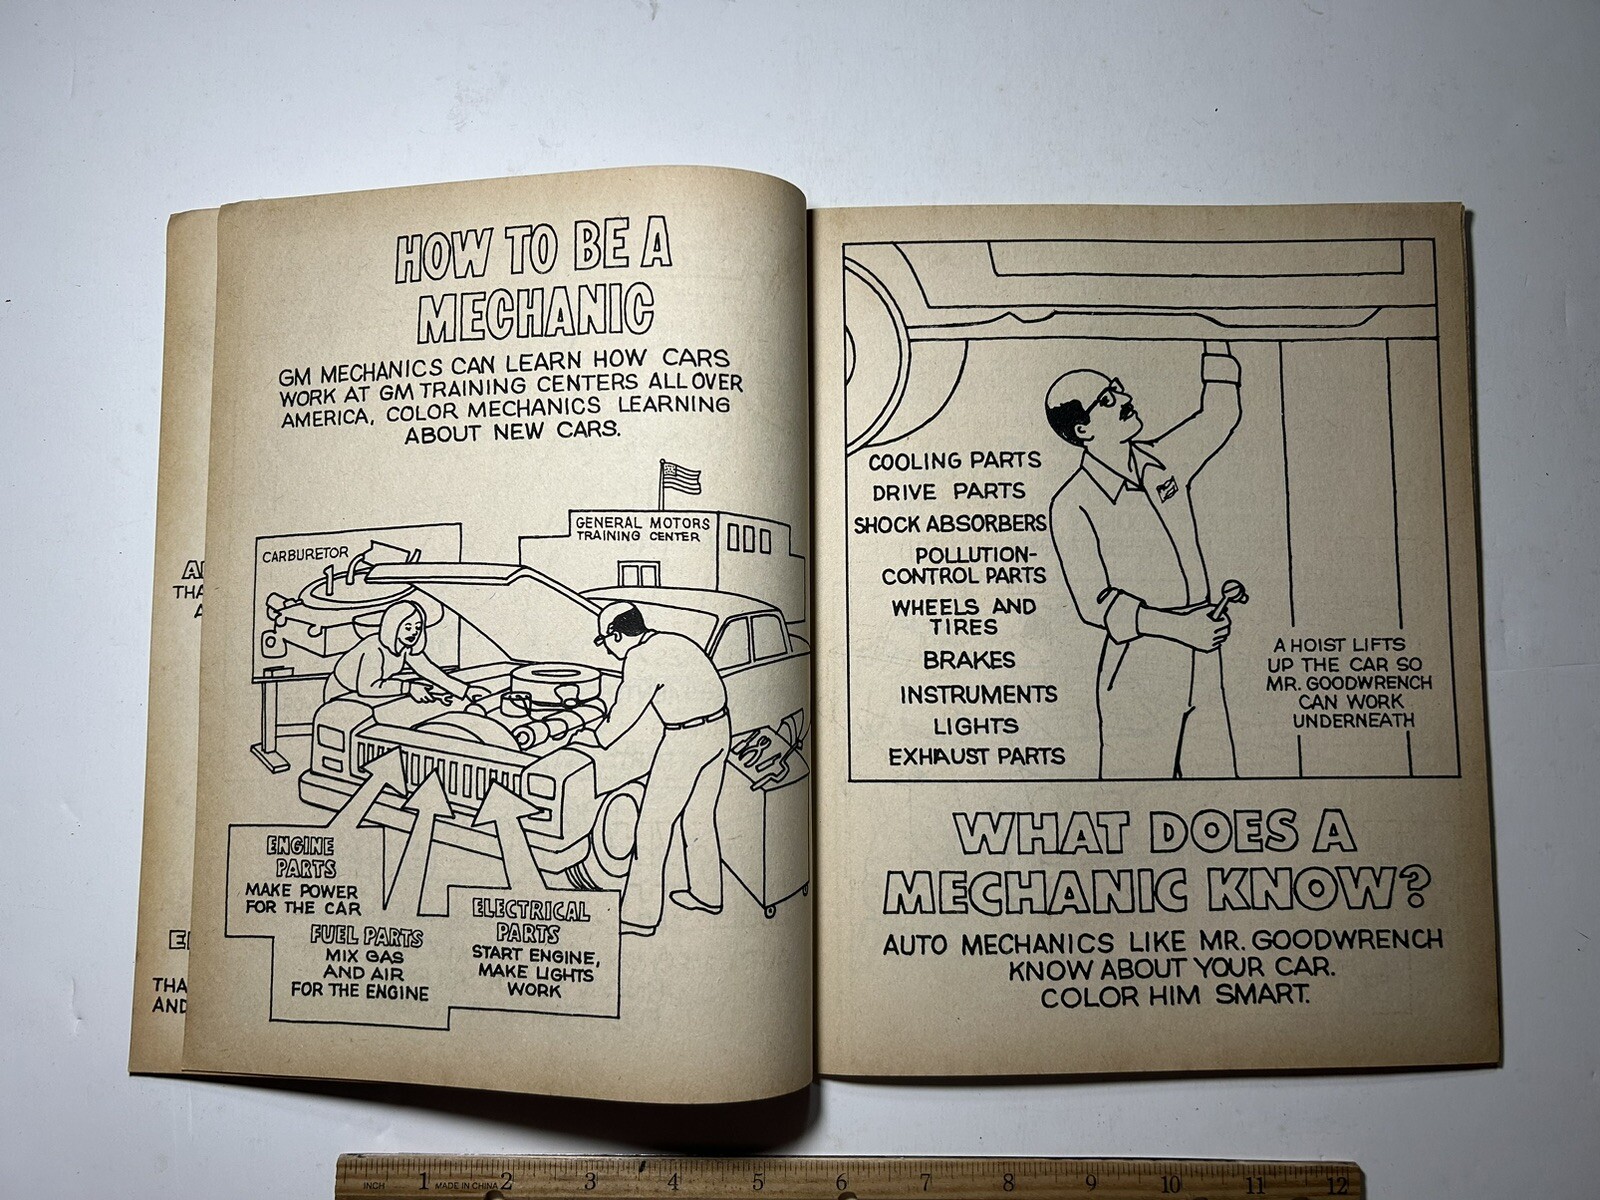 HOW TO BE A
MECHANIC
GM MECHANICS CAN LEARN HOW CARS
WORK AT GM TRAINING CENTERS ALL OVER
AMERICA, COLOR MECHANICS LEARNING
ABOUT NEW CARS.
GENERAL MOTORS
TRAINING CENTER
CARBURETOR
ENGINE
PARTS
MAKE POWER
FOR THE CAR
FUEL PARTS
MIX GAS
AND AIR
FOR THE ENGINE
ELECTRICAL
PARTS
START ENGINE,
MAKE LIGHTS
WORK
THA
AND
COOLING PARTS
DRIVE PARTS
SHOCK ABSORBERS
POLLUTION-
CONTROL PARTS
WHEELS AND
TIRES
BRAKES
INSTRUMENTS
LIGHTS
EXHAUST PARTS
A HOIST LIFTS
UP THE CAR SO
MR. GOODWRENCH
CAN WORK
UNDERNEATH
WHAT DOES A
MECHANIC KNOW?
AUTO MECHANICS LIKE MR. GOODWRENCH
KNOW ABOUT YOUR CAR.
COLOR HIM SMART.
INCH 1 MADE IN CHINA 2 3 4 5 6 7 8 9 10 11 12